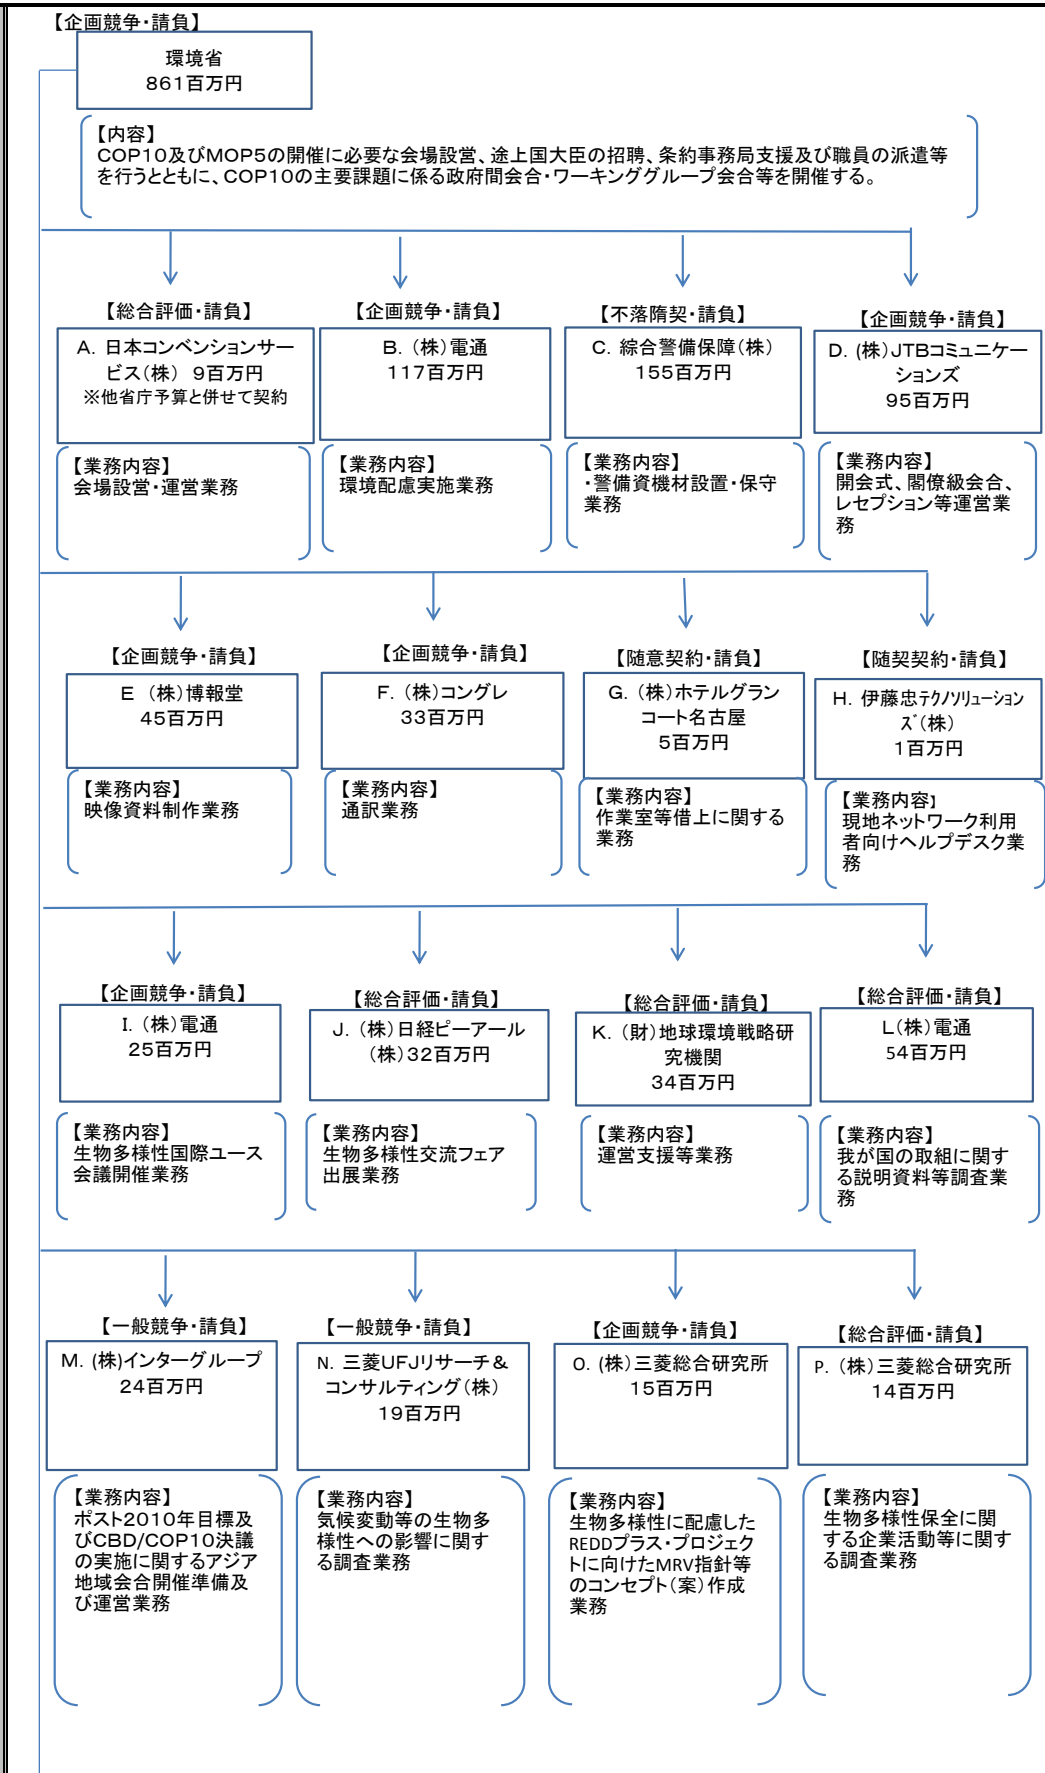 【企画競争・請負】
環境省
861百万円
【内容】
COP10及びMOP5の開催に必要な会場設営、途上国大臣の招聘、条約事務局支援及び職員の派遣等
を行うとともに、COP10の主要課題に係る政府間会合・ワーキンググループ会合等を開催する。
【総合評価・請負】
A. 日本コンベンションサー
ビス(株) 9百万円
※他省庁予算と併せて契約
【業務内容】
会場設営・運営業務
【企画競争・請負】
B. (株)電通
117百万円
【業務内容】
環境配慮実施業務
【不落随契・請負】
C. 綜合警備保障(株)
155百万円
【業務内容】
・警備資機材設置・保守
業務
【企画競争・請負】
D. (株)JTBコミュニケー
ションズ
95百万円
【業務内容】
開会式、閣僚級会合、
レセプション等運営業
務
【企画競争・請負】
E (株)博報堂
45百万円
【業務内容】
映像資料制作業務
【企画競争・請負】
F. (株)コングレ
33百万円
【業務内容】
通訳業務
【随意契約・請負】
G. (株)ホテルグラン
コート名古屋
5百万円
【業務内容】
作業室等借上に関する
業務
【随契契約・請負】
H. 伊藤忠テクノソリューション
ズ(株)
1百万円
【業務内容】
現地ネットワーク利用
者向けヘルプデスク業
務
【企画競争・請負】
I. (株)電通
25百万円
【業務内容】
生物多様性国際ユース
会議開催業務
【総合評価・請負】
J. (株)日経ピーアール
(株)32百万円
【業務内容】
生物多様性交流フェア
出展業務
【総合評価・請負】
K. (財)地球環境戦略研
究機関
34百万円
【業務内容】
運営支援等業務
【総合評価・請負】
L(株)電通
54百万円
【業務内容】
我が国の取組に関す
る説明資料等調査業
務
【一般競争・請負】
M. (株)インターグループ
24百万円
【業務内容】
ポスト2010年目標及
びCBD/COP10決議
の実施に関するアジア
地域会合開催準備及
び運営業務
【一般競争・請負】
N. 三菱UFJリサーチ&
コンサルティング(株)
19百万円
【業務内容】
気候変動等の生物多
様性への影響に関す
る調査業務
【企画競争・請負】
O. (株)三菱総合研究所
15百万円
【業務内容】
生物多様性に配慮した
REDDプラス・プロジェク
トに向けたMRV指針等
のコンセプト(案)作成
業務
【総合評価・請負】
P. (株)三菱総合研究所
14百万円
【業務内容】
生物多様性保全に関
する企業活動等に関す
る調査業務